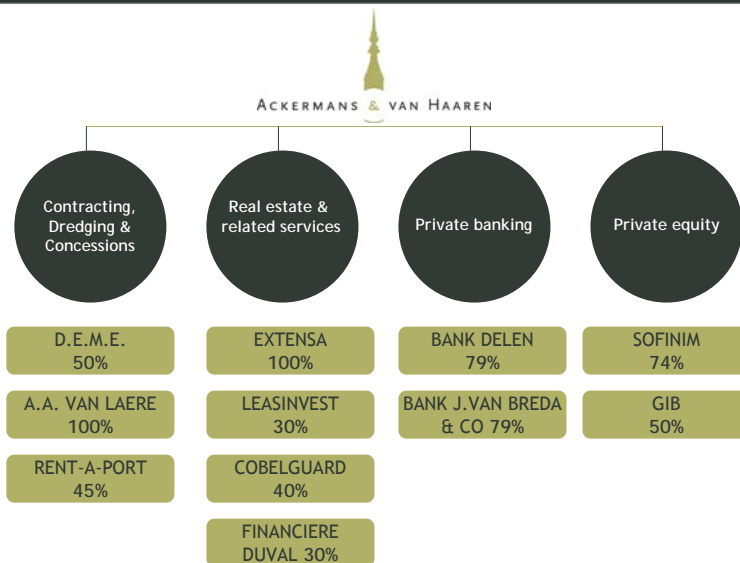 ACKERMANS & VAN HAAREN
Contracting,
Dredging &
Concessions
D.E.M.E.
50%
A.A. VAN LAERE
100%
RENT-A-PORT
45%
Real estate &
related services
EXTENSA
100%
LEASINVEST
30%
COBELGUARD
40%
FINANCIERE
DUVAL 30%
Private banking
BANK DELEN
79%
BANK J.VAN BREDA
& CO 79%
Private equity
SOFINIM
74%
GIB
50%